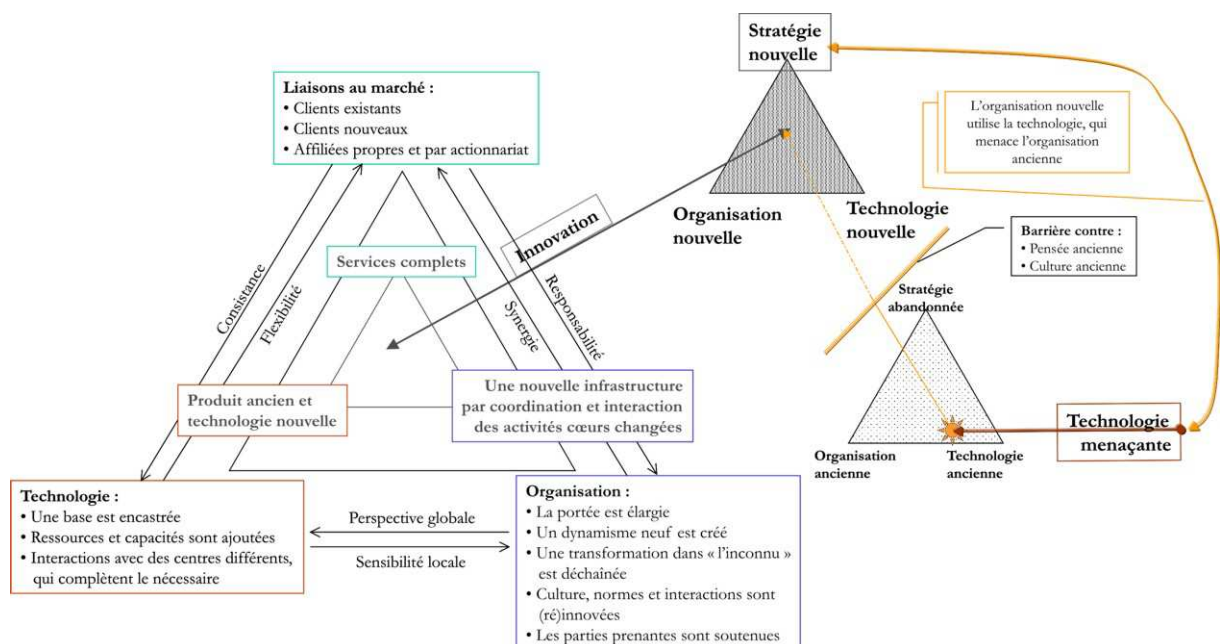 Stratégie
nouvelle
Liaisons au marché :
• Clients existants
• Clients nouveaux
• Affiliées propres et par actionnariat
L'organisation nouvelle
utilise la technologie, qui
menace l'organisation
ancienne
Organisation
nouvelle
Technologie
nouvelle
Innovation
Barrière contre :
• Pensée ancienne
• Culture ancienne
Services complets
Consistance
Flexibilité
Synergie
Responsabilité
Stratégie
abandonnée
Produit ancien et
technologie nouvelle
Une nouvelle infrastructure
par coordination et interaction
des activités cœurs changées
Technologie
menaçante
Organisation
ancienne
Technologie
ancienne
Technologie :
• Une base est encastrée
• Ressources et capacités sont ajoutées
• Interactions avec des centres différents,
qui complètent le nécessaire
Perspective globale
Sensibilité locale
Organisation :
• La portée est élargie
• Un dynamisme neuf est créé
• Une transformation dans « l'inconnu »
est déchaînée
• Culture, normes et interactions sont
(ré)innovées
• Les parties prenantes sont soutenues